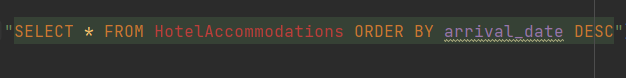 "SELECT * FROM HotelAccommodations ORDER BY arrival_date DESC"